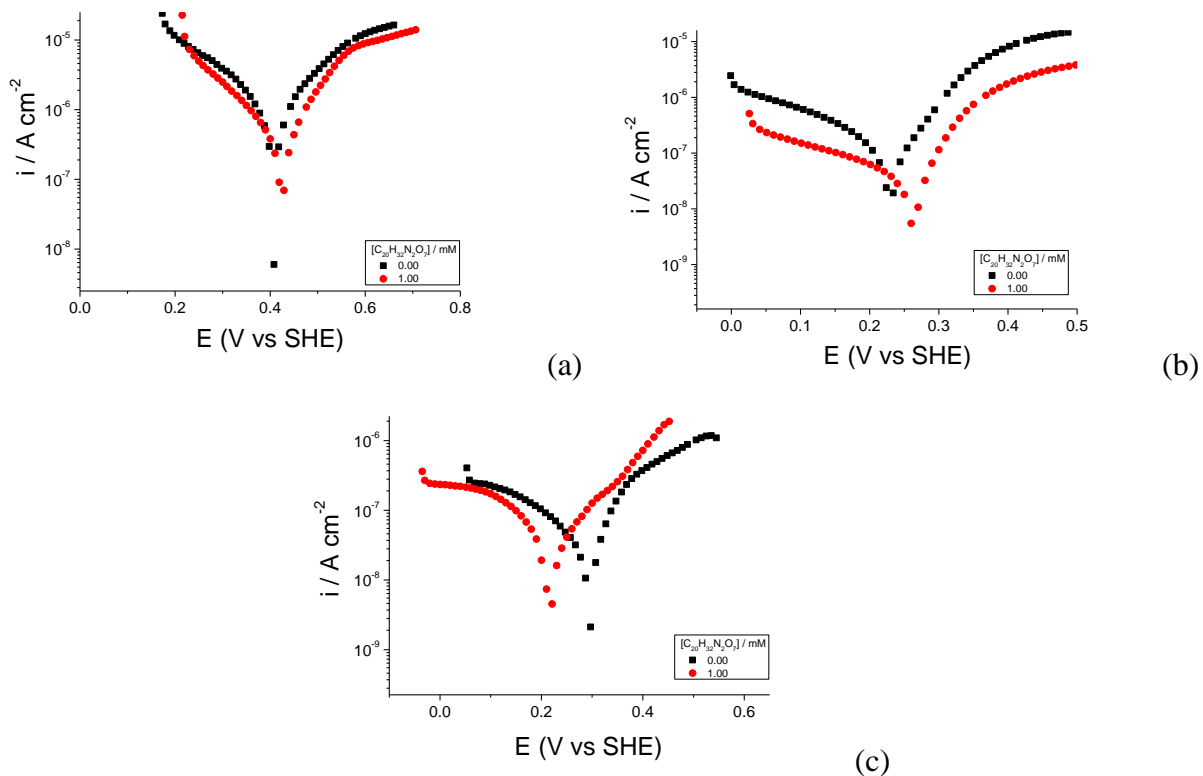 i / A cm⁻²
10⁻⁵
10⁻⁶
10⁻⁷
10⁻⁸
0.0 0.2 0.4 0.6 0.8
E (V vs SHE)
[C₂₀H₃₂N₂O₇] / mM
0.00
1.00
(a)
i / A cm⁻²
10⁻⁵
10⁻⁶
10⁻⁷
10⁻⁸
10⁻⁹
0.0 0.1 0.2 0.3 0.4 0.5
E (V vs SHE)
[C₂₀H₃₂N₂O₇] / mM
0.00
1.00
(b)
i / A cm⁻²
10⁻⁶
10⁻⁷
10⁻⁸
10⁻⁹
0.0 0.2 0.4 0.6
E (V vs SHE)
[C₂₀H₃₂N₂O₇] / mM
0.00
1.00
(c)